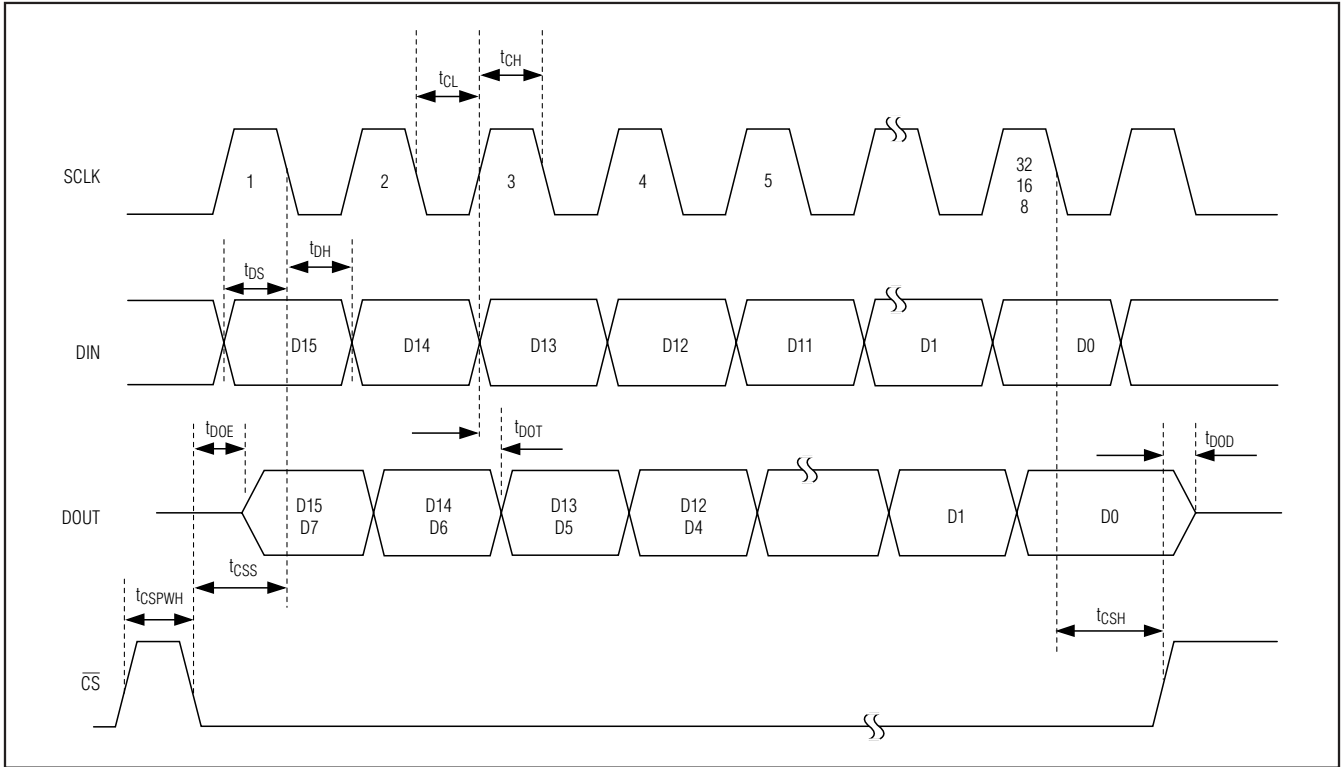 tCL
tCH
SCLK
1
2
3
4
5
32
16
8
tDS
tDH
DIN
D15
D14
D13
D12
D11
D1
D0
tDOE
tDOT
tDOD
DOUT
D15
D7
D14
D6
D13
D5
D12
D4
D1
D0
tCSPWH
tCSS
tCSH
CS